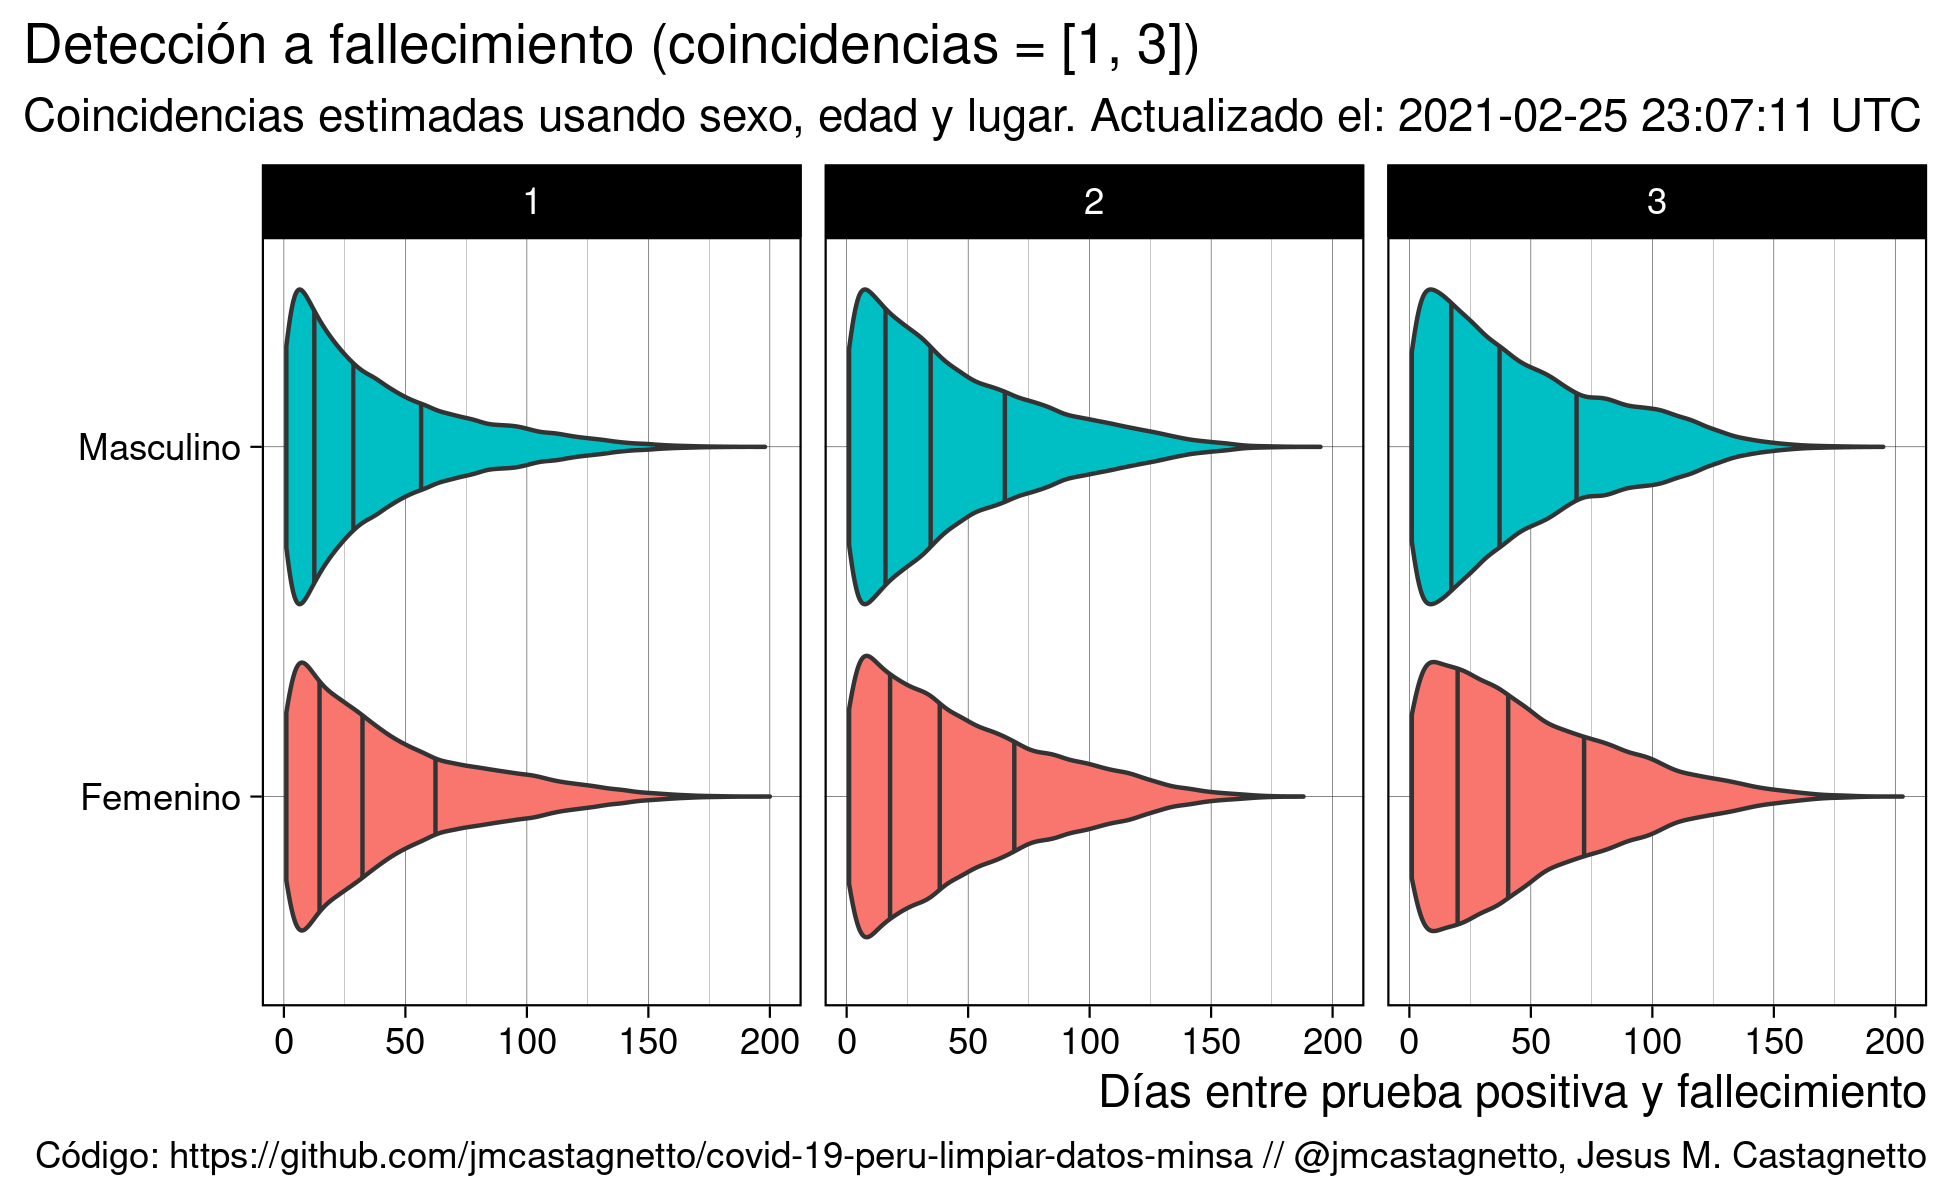 Detección a fallecimiento (coincidencias = [1, 3])
Coincidencias estimadas usando sexo, edad y lugar. Actualizado el: 2021-02-25 23:07:11 UTC
1 2 3
Masculino
Femenino
0 50 100 150 200 0 50 100 150 200 0 50 100 150 200
Días entre prueba positiva y fallecimiento
Código: https://github.com/jmcastagnetto/covid-19-peru-limpiar-datos-minsa // @jmcastagnetto, Jesus M. Castagnetto